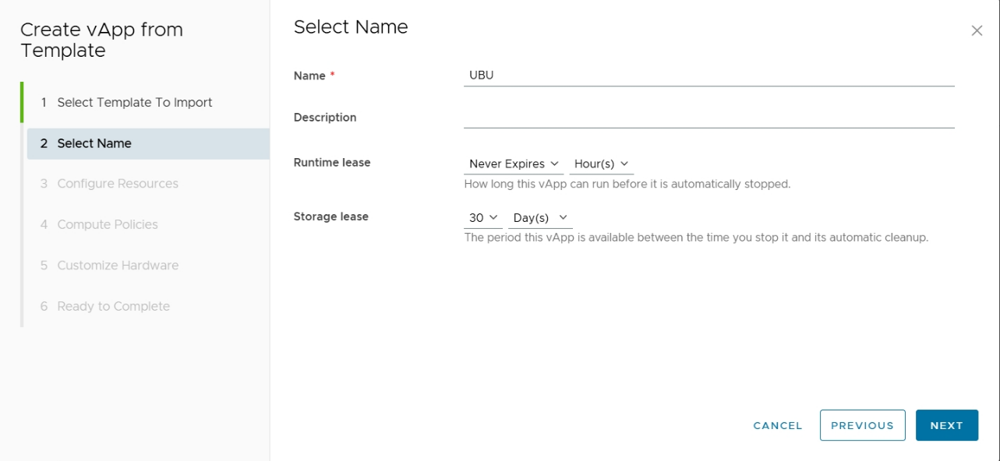 Create vApp from
Template
1 Select Template To Import
2 Select Name
3 Configure Resources
4 Compute Policies
5 Customize Hardware
6 Ready to Complete
Select Name
Name * UBU
Description
Runtime lease Never Expires Hour(s)
How long this vApp can run before it is automatically stopped.
Storage lease 30 Day(s)
The period this vApp is available between the time you stop it and its automatic cleanup.
CANCEL PREVIOUS NEXT